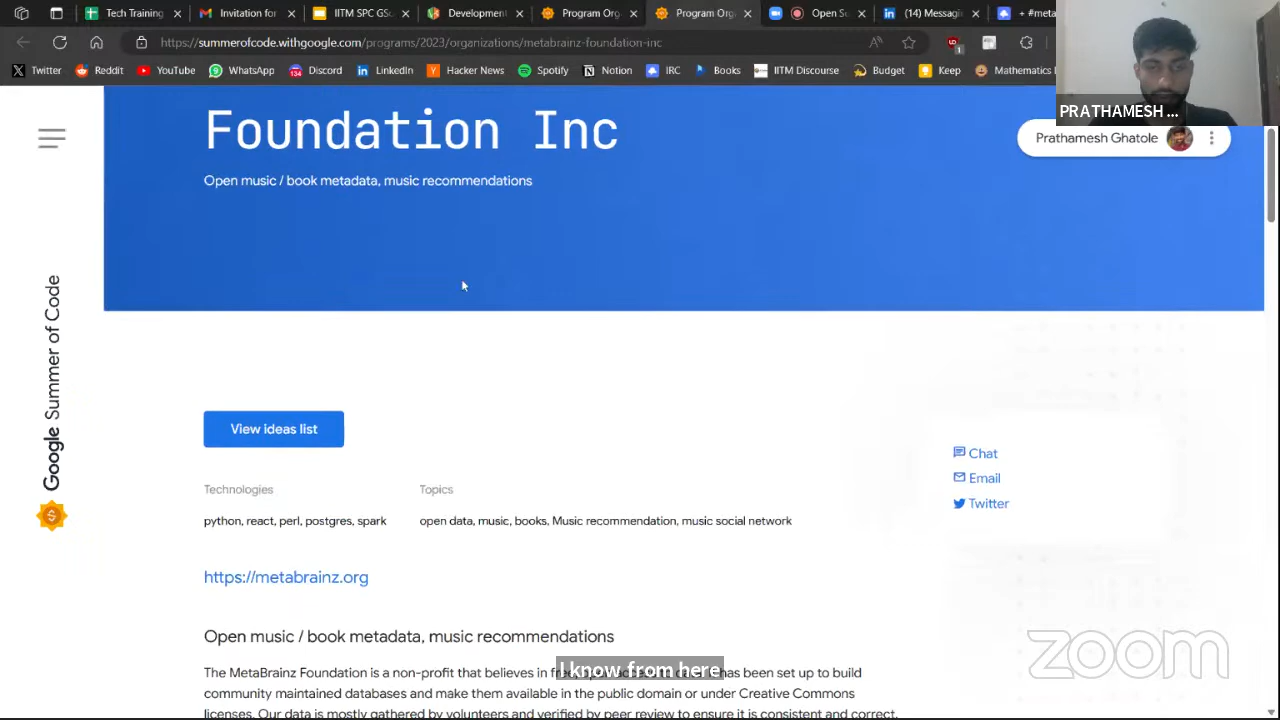 Tech Training
Invitation for
IITM SPC GS
Development
Program Org
Program Org
Open S
(14) Messagi
+ #meta
https://summerofcode.withgoogle.com/programs/2023/organizations/metabrainz-foundation-inc
Twitter
Reddit
YouTube
WhatsApp
134 Discord
LinkedIn
Hacker News
Spotify
Notion
IRC
Books
IITM Discourse
Budget
Keep
Mathematics
PRATHAMESH ...
Prathamesh Ghatole
Foundation Inc
Open music / book metadata, music recommendations
Google Summer of Code
View ideas list
Technologies
python, react, perl, postgres, spark
Topics
open data, music, books, Music recommendation, music social network
Chat
Email
Twitter
https://metabrainz.org
Open music / book metadata, music recommendations
The MetaBrainz Foundation is a non-profit that believes in has been set up to build
community maintained databases and make them available in the public domain or under Creative Commons
licenses. Our data is mostly gathered by volunteers and verified by peer review to ensure it is consistent and correct.
I know from here
zoom